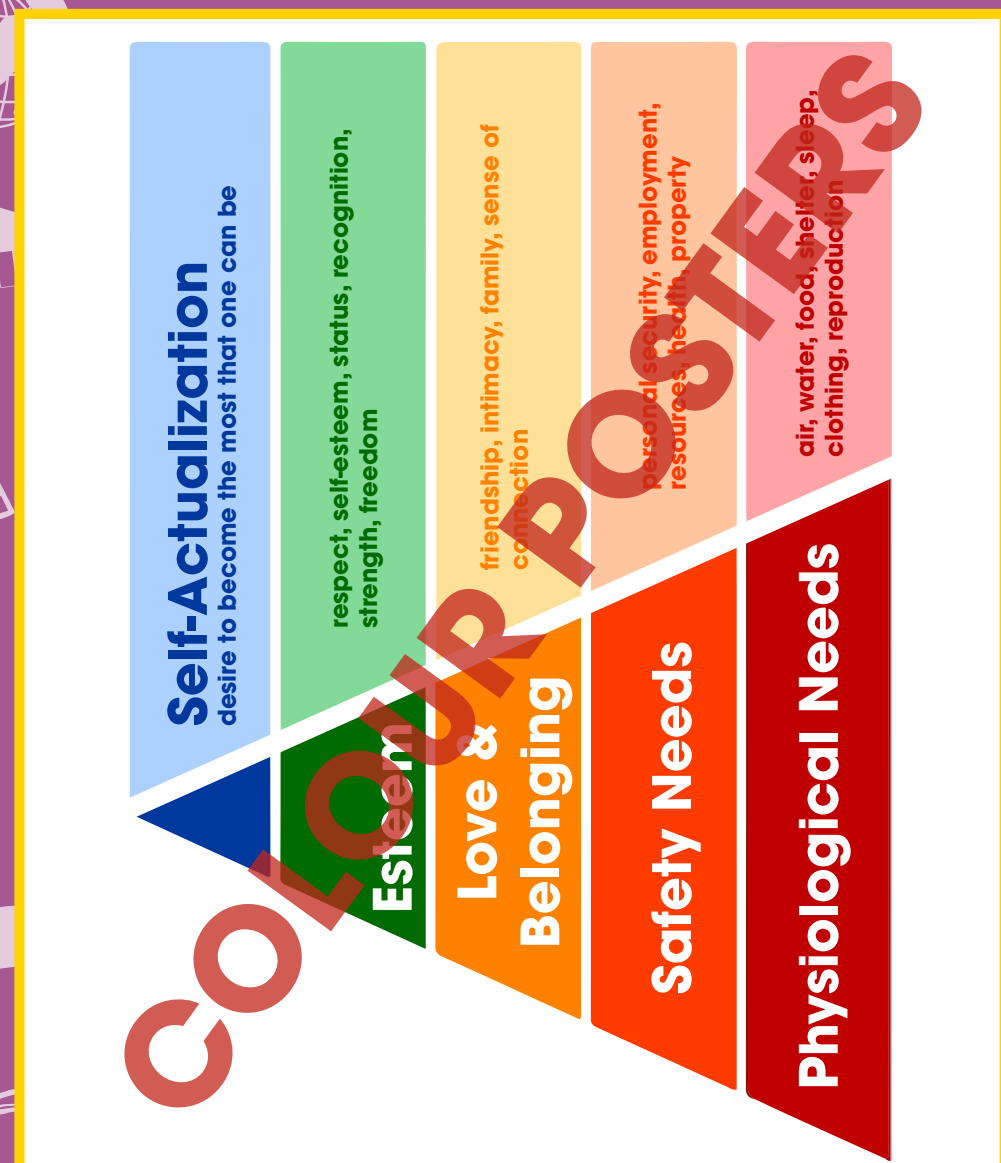 Self-Actualization
desire to become the most that one can be
Esteem
respect, self-esteem, status, recognition,
strength, freedom
Love &
Belonging
friendship, intimacy, family, sense of
connection
Safety Needs
personal security, employment,
resources, health, property
Physiological Needs
air, water, food, shelter, sleep,
clothing, reproduction
COLOUR POSTERS